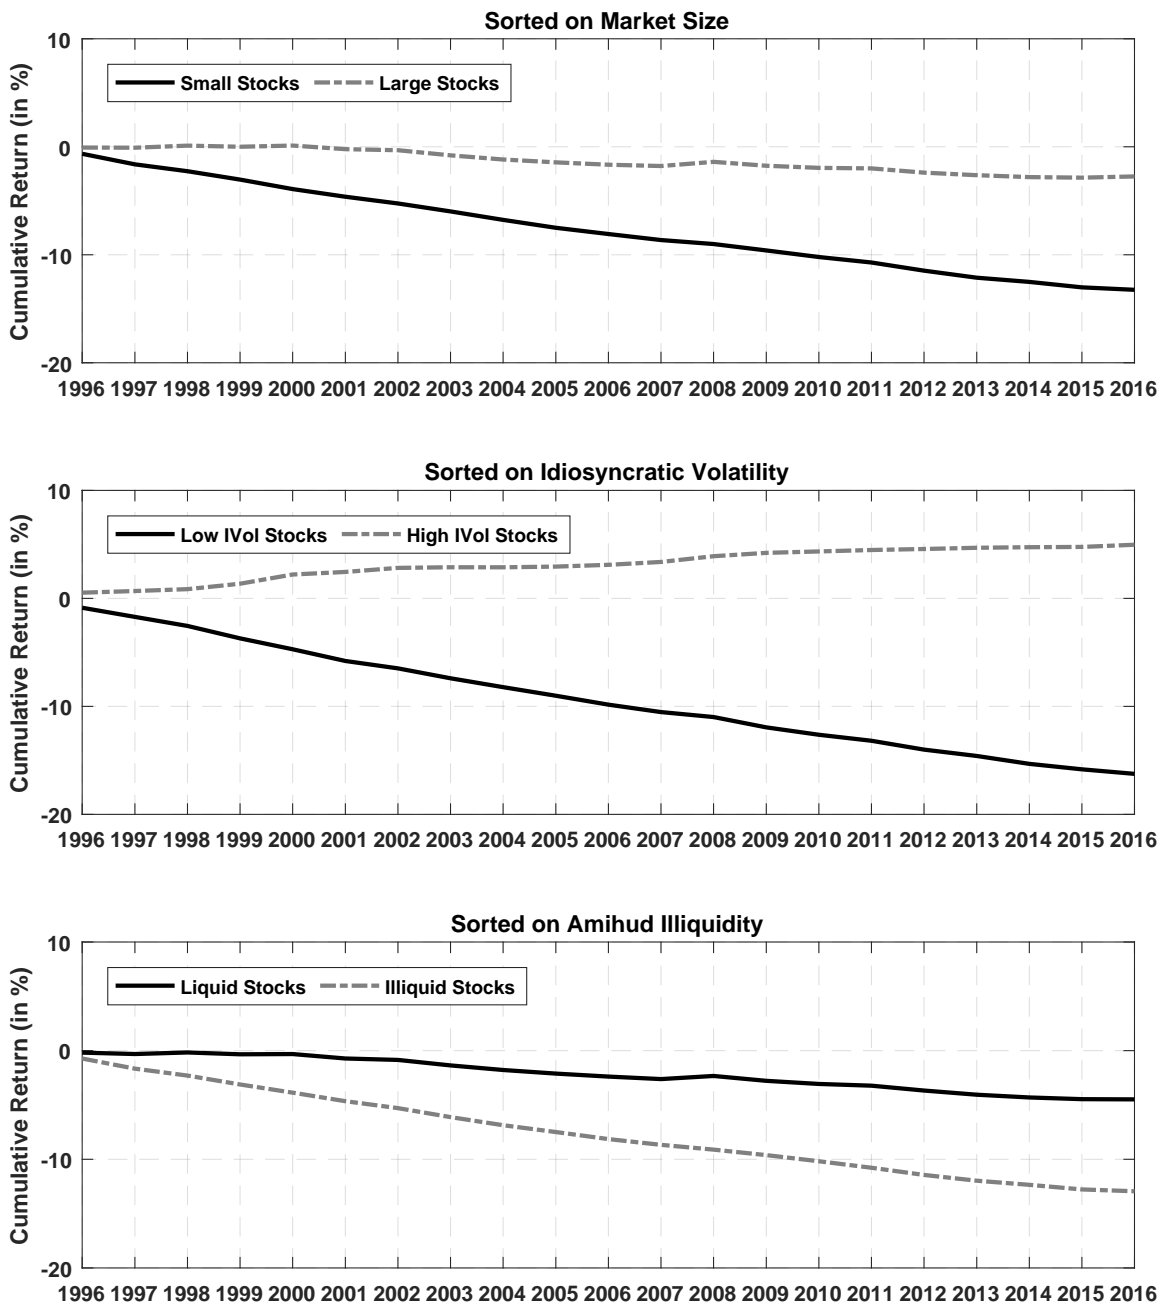 Sorted on Market Size
Cumulative Return (in %)
10
0
-10
-20
Small Stocks Large Stocks
1996 1997 1998 1999 2000 2001 2002 2003 2004 2005 2006 2007 2008 2009 2010 2011 2012 2013 2014 2015 2016
Sorted on Idiosyncratic Volatility
Cumulative Return (in %)
10
0
-10
-20
Low IVol Stocks High IVol Stocks
1996 1997 1998 1999 2000 2001 2002 2003 2004 2005 2006 2007 2008 2009 2010 2011 2012 2013 2014 2015 2016
Sorted on Amihud Illiquidity
Cumulative Return (in %)
10
0
-10
-20
Liquid Stocks Illiquid Stocks
1996 1997 1998 1999 2000 2001 2002 2003 2004 2005 2006 2007 2008 2009 2010 2011 2012 2013 2014 2015 2016